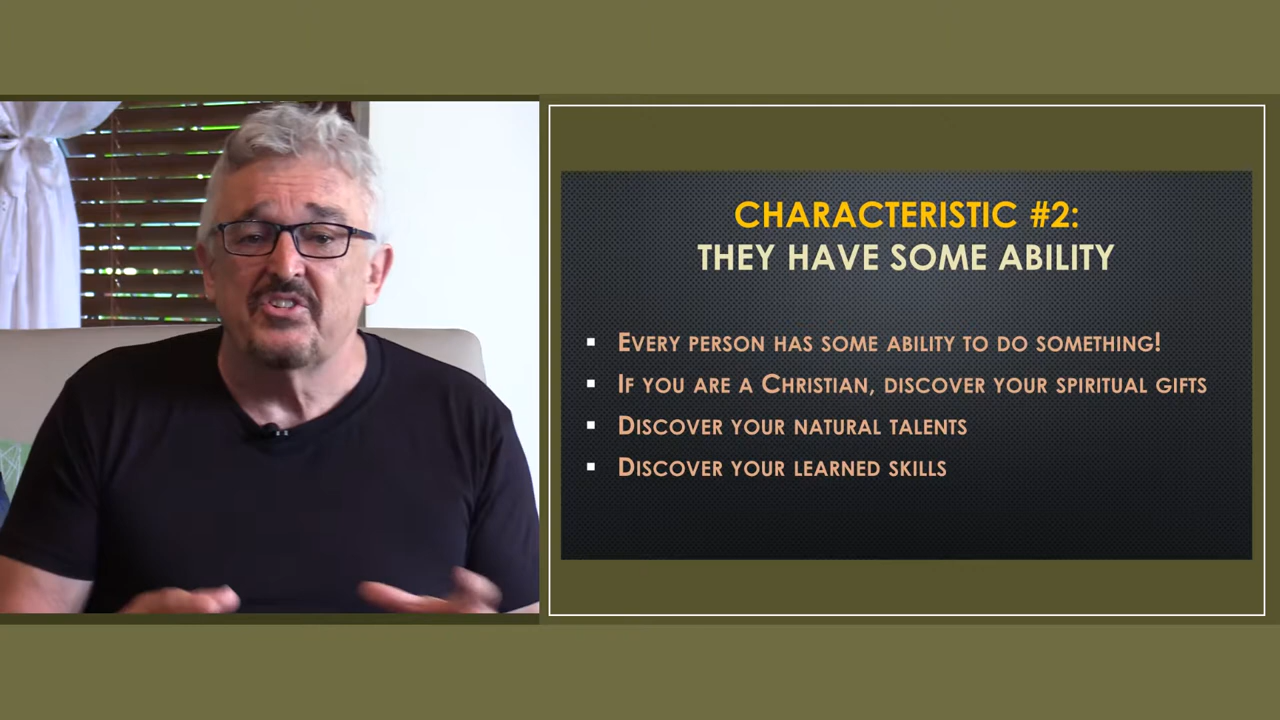 CHARACTERISTIC #2:
THEY HAVE SOME ABILITY
▪ EVERY PERSON HAS SOME ABILITY TO DO SOMETHING!
▪ IF YOU ARE A CHRISTIAN, DISCOVER YOUR SPIRITUAL GIFTS
▪ DISCOVER YOUR NATURAL TALENTS
▪ DISCOVER YOUR LEARNED SKILLS